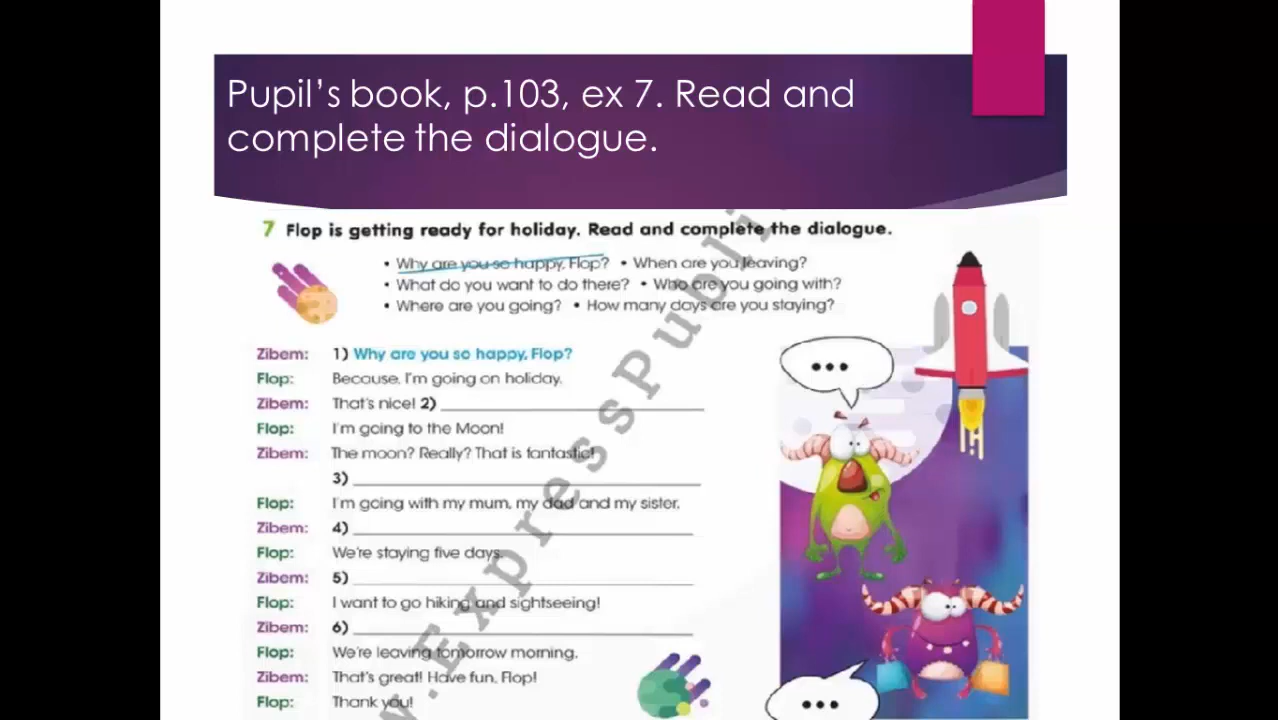 Pupil's book, p.103, ex 7. Read and
complete the dialogue.
7 Flop is getting ready for holiday. Read and complete the dialogue.
• Why are you so happy, Flop? • When are you leaving?
• What do you want to do there? • Who are you going with?
• Where are you going? • How many days are you staying?
Zibem: 1) Why are you so happy, Flop?
Flop: Because, I'm going on holiday.
Zibem: That's nice! 2)
Flop: I'm going to the Moon!
Zibem: The moon? Really? That is fantastic!
3)
Flop: I'm going with my mum, my dad and my sister.
Zibem: 4)
Flop: We're staying five days.
Zibem: 5)
Flop: I want to go hiking and sightseeing!
Zibem: 6)
Flop: We're leaving tomorrow morning.
Zibem: That's great! Have fun, Flop!
Flop: Thank you!
...
...
w.ExpressPubli